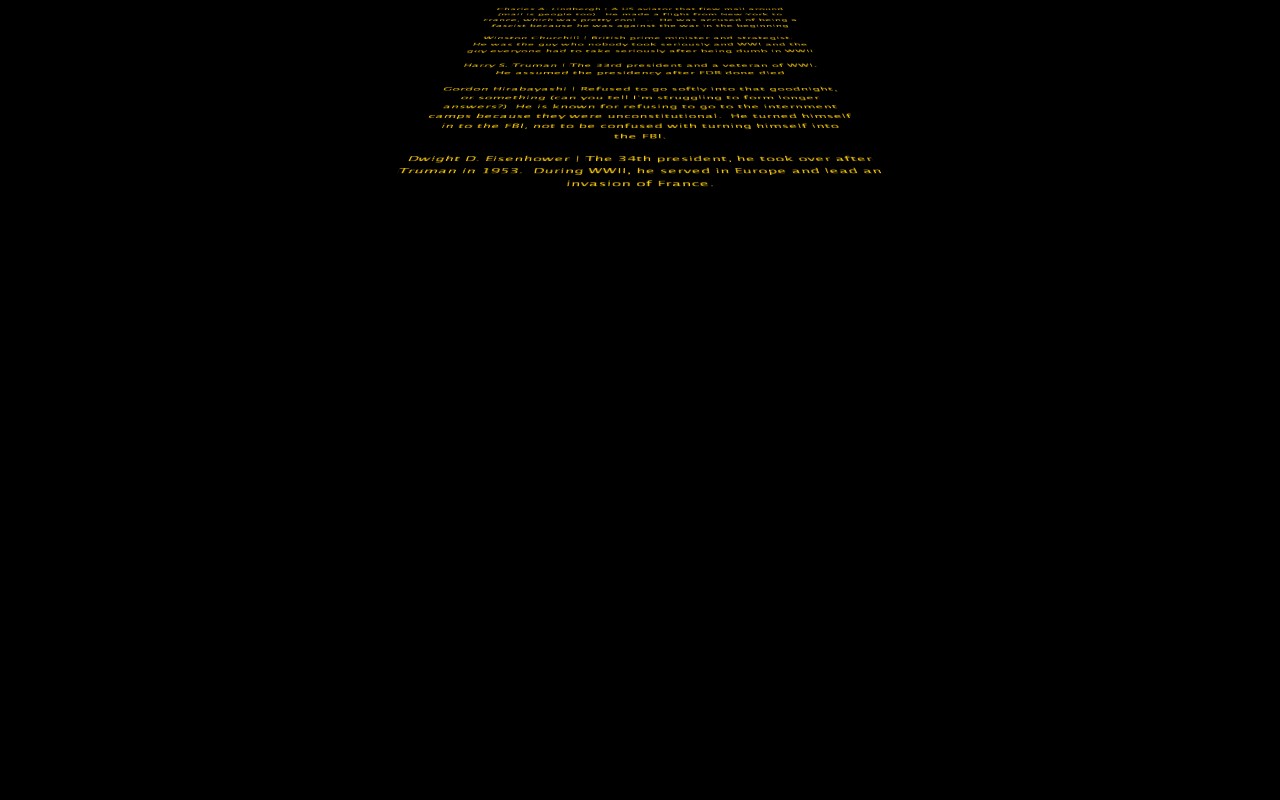 Charles A. Lindbergh | A US aviator that flew mail around
(mail is people too). He made a flight from New York to
France, which was pretty cool. He was accused of being a
fascist because he was against the war in the beginning
Winston Churchill | British prime minister and strategist.
He was the guy who nobody took seriously and WWI and the
guy everyone had to take seriously after being dumb in WWII
Harry S. Truman | The 33rd president and a veteran of WWI.
He assumed the presidency after FDR done died
Gordon Hirabayashi | Refused to go softly into that goodnight,
or something (can you tell I'm struggling to form longer
answers?) He is known for refusing to go to the internment
camps because they were unconstitutional. He turned himself
in to the FBI, not to be confused with turning himself into
the FBI.
Dwight D. Eisenhower | The 34th president, he took over after
Truman in 1953. During WWII, he served in Europe and lead an
invasion of France.